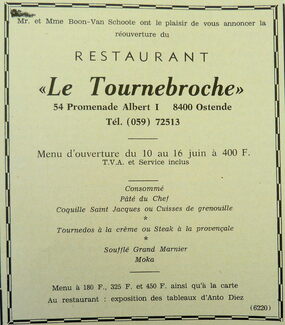 Mr. et Mme Boon-Van Schoote ont le plaisir de vous annoncer la
réouverture du
RESTAURANT
«Le Tournebroche»
54 Promenade Albert I 8400 Ostende
Tél. (059) 72513
Menu d'ouverture du 10 au 16 juin à 400 F.
T.V.A. et Service inclus
Consommé
Pâté du Chef
Coquille Saint Jacques ou Cuisses de grenouille
*
Tournedos à la crème ou Steak à la provençale
*
Soufflé Grand Marnier
Moka
Menu à 180 F., 325 F. et 450 F. ainsi qu'à la carte
Au restaurant : exposition des tableaux d'Anto Diez
(6220)